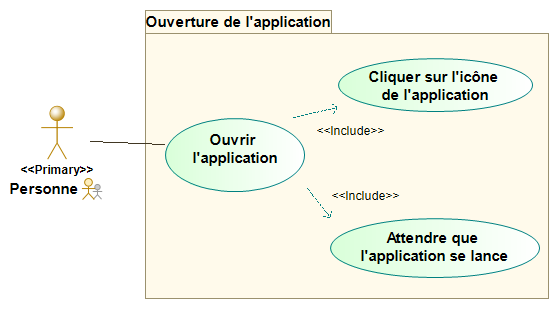 Ouverture de l'application
Cliquer sur l'icône
de l'application
<<Include>>
Ouvrir
l'application
<<Primary>>
Personne
<<Include>>
Attendre que
l'application se lance